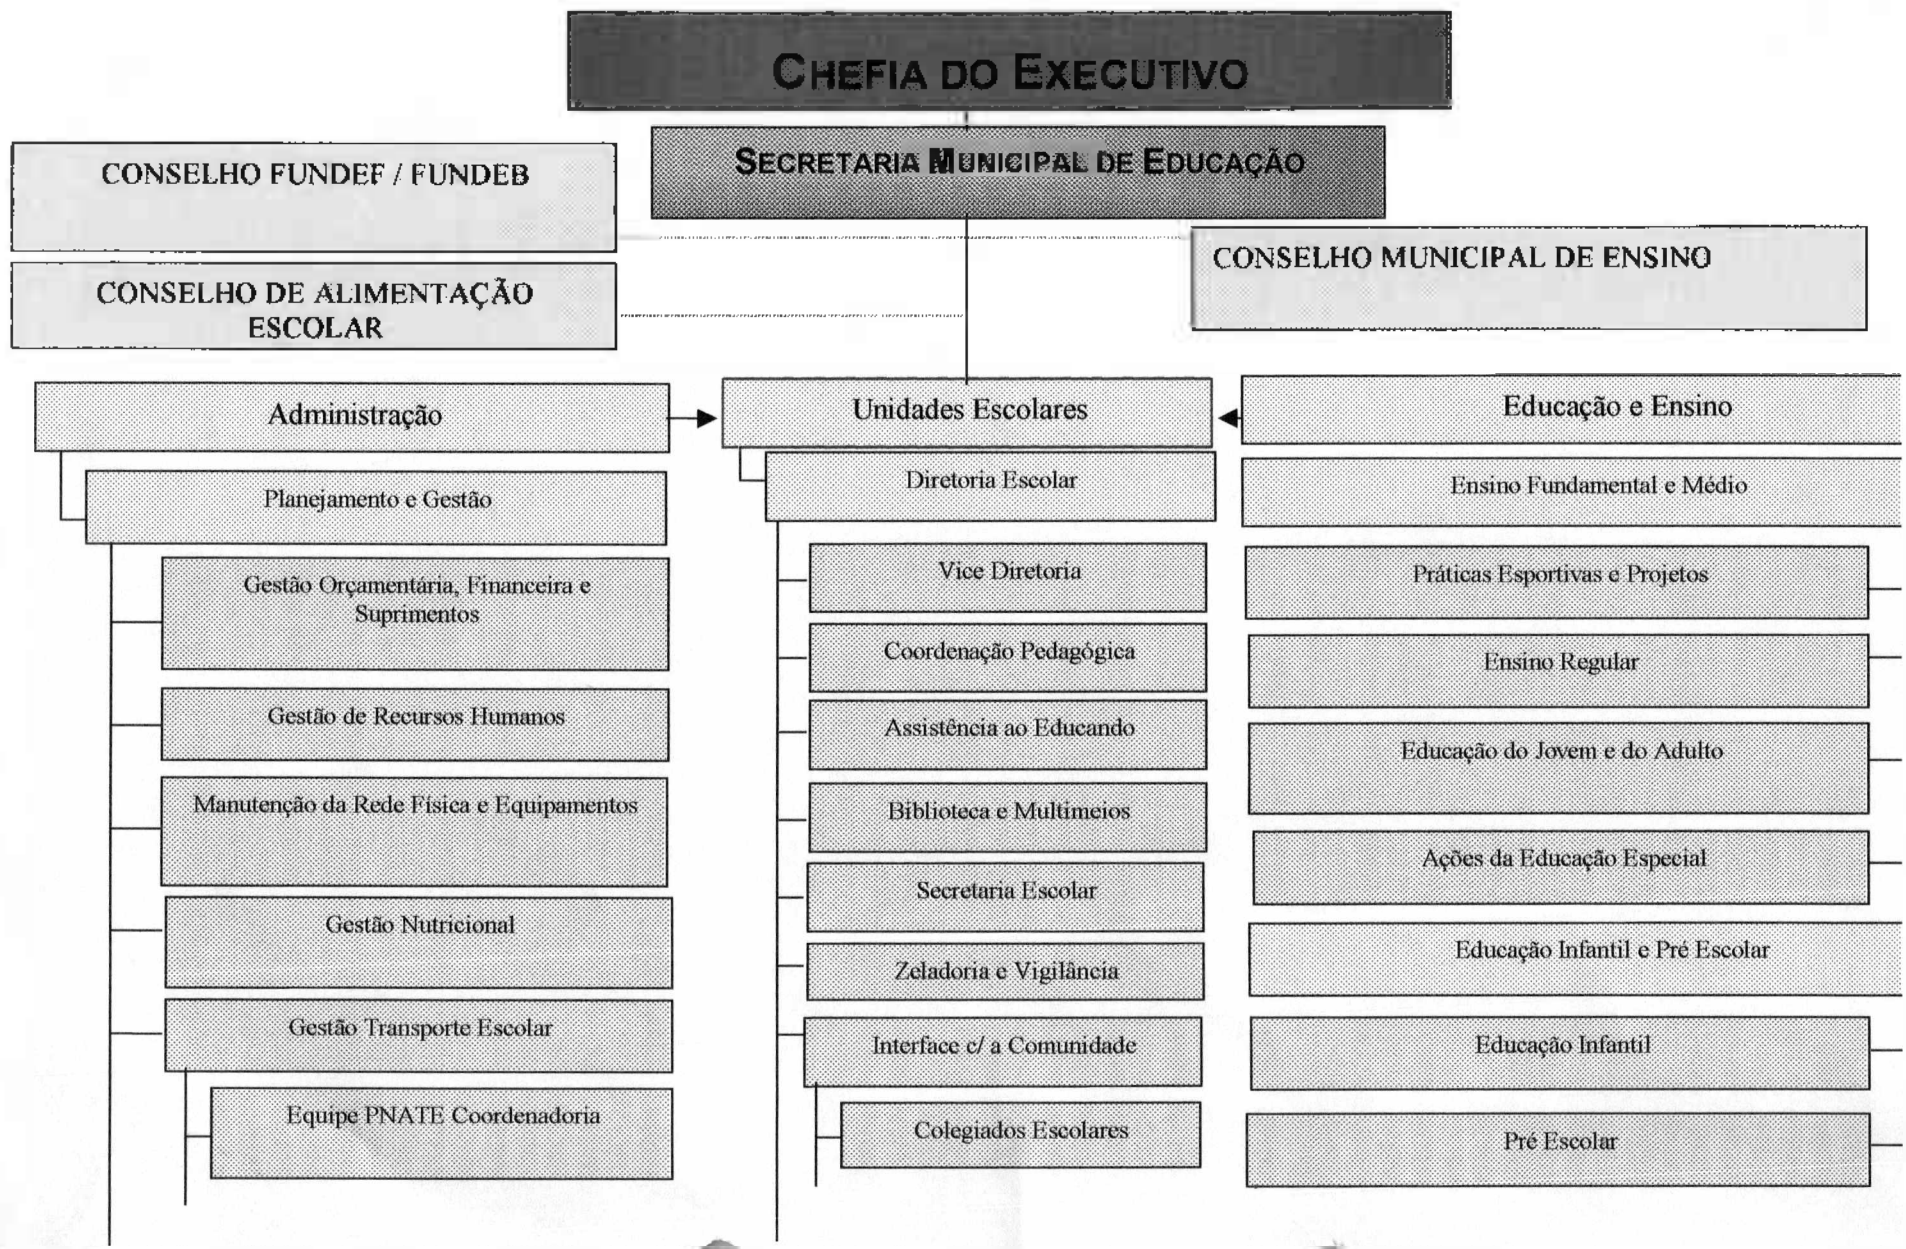 CHEFIA DO EXECUTIVO
SECRETARIA MUNICIPAL DE EDUCAÇÃO
CONSELHO FUNDEF / FUNDEB
CONSELHO MUNICIPAL DE ENSINO
CONSELHO DE ALIMENTAÇÃO
ESCOLAR
Administração
Planejamento e Gestão
Gestão Orçamentária, Financeira e
Suprimentos
Gestão de Recursos Humanos
Manutenção da Rede Física e Equipamentos
Gestão Nutricional
Gestão Transporte Escolar
Equipe PNATE Coordenadoria
Unidades Escolares
Diretoria Escolar
Vice Diretoria
Coordenação Pedagógica
Assistência ao Educando
Biblioteca e Multimeios
Secretaria Escolar
Zeladoria e Vigilância
Interface c/ a Comunidade
Colegiados Escolares
Educação e Ensino
Ensino Fundamental e Médio
Práticas Esportivas e Projetos
Ensino Regular
Educação do Jovem e do Adulto
Ações da Educação Especial
Educação Infantil e Pré Escolar
Educação Infantil
Pré Escolar